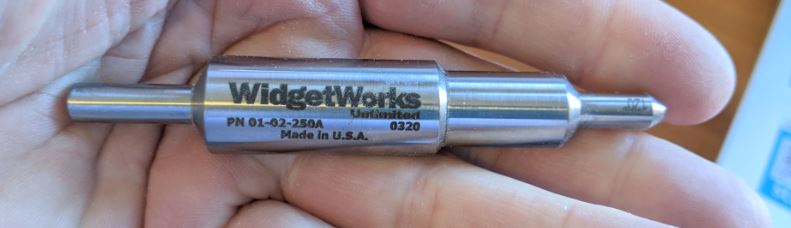 WidgetWorks
Unlimited
PN 01-02-250A 0320
Made in U.S.A.